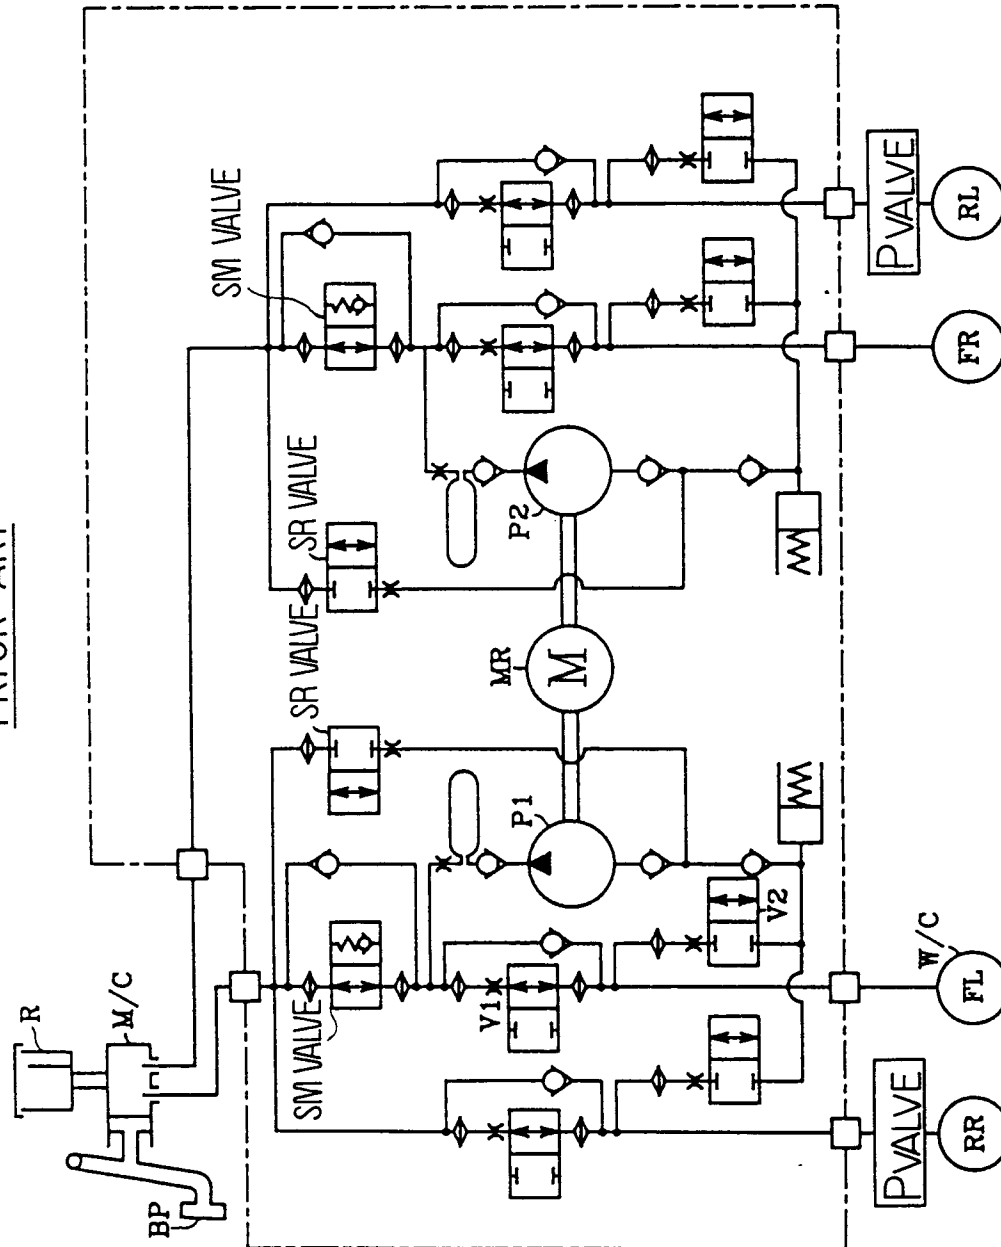 PRIOR ART
R
M/C
BP
SM VALVE
SR VALVE
SR VALVE
SM VALVE
V1
V2
P1
MR
M
P2
W/C
P VALVE
RR
FL
FR
P VALVE
RL